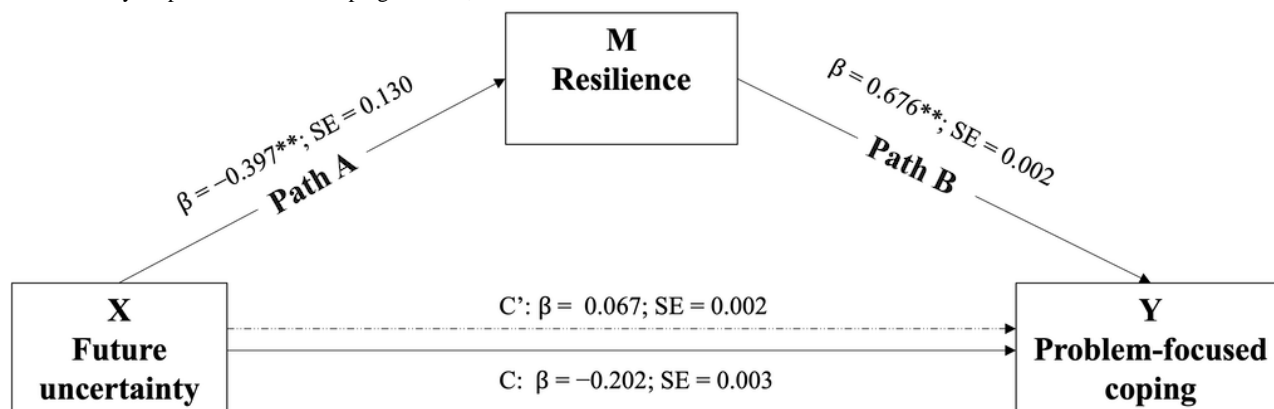 M
Resilience
β = −0.397**; SE = 0.130
Path A
β = 0.676**; SE = 0.002
Path B
X
Future
uncertainty
C’: β = 0.067; SE = 0.002
C: β = −0.202; SE = 0.003
Y
Problem-focused
coping